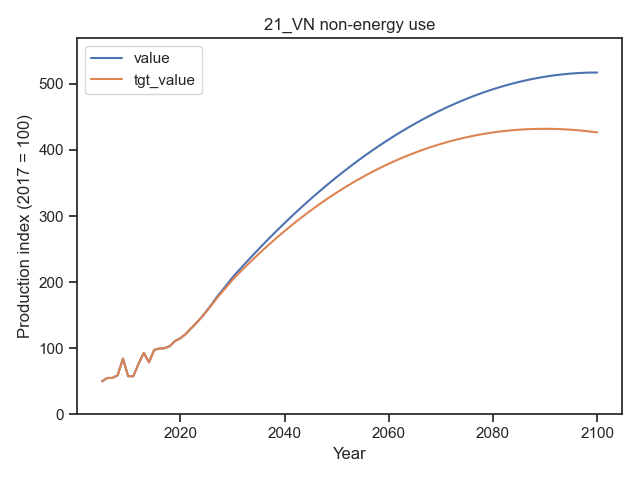 21_VN non-energy use
value
tgt_value
Production index (2017 = 100)
500
400
300
200
100
0
2020
2040
2060
2080
2100
Year